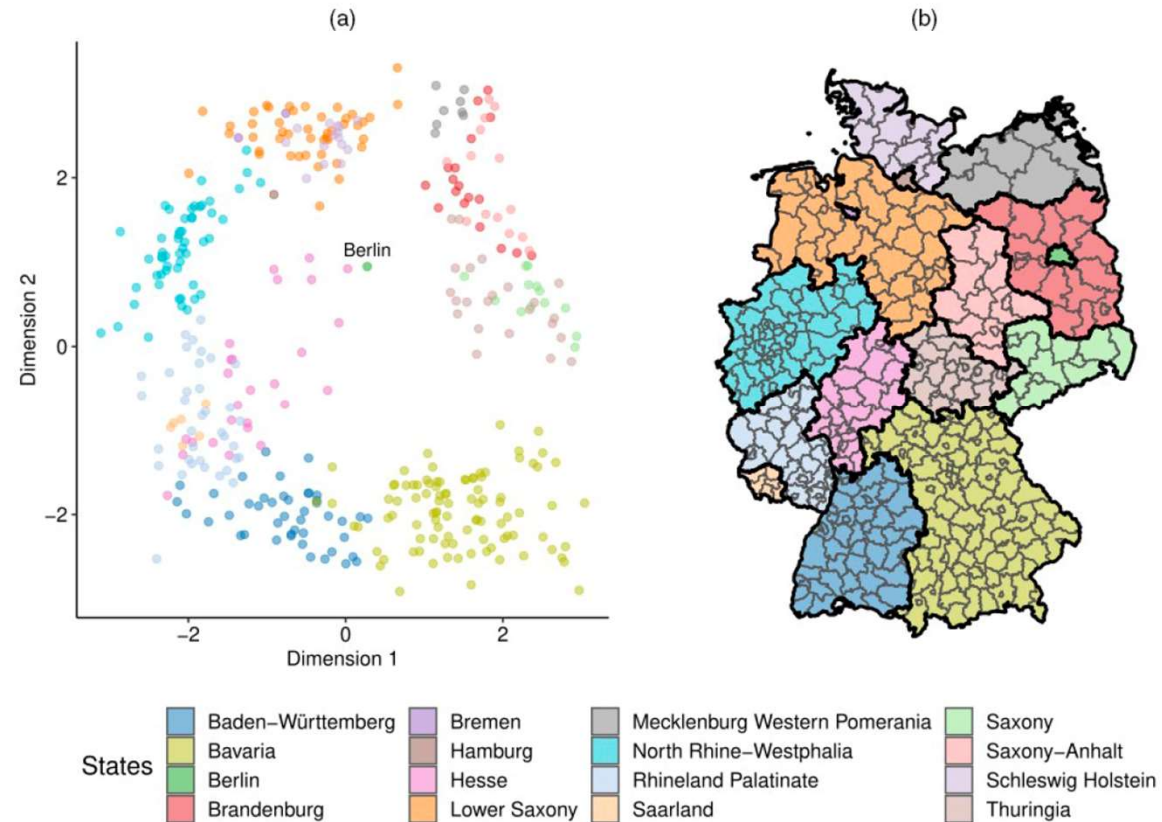 (a)
(b)
Berlin
2
0
−2
Dimension 2
−2 0 2
Dimension 1
States
Baden−Württemberg
Bavaria
Berlin
Brandenburg
Bremen
Hamburg
Hesse
Lower Saxony
Mecklenburg Western Pomerania
North Rhine−Westphalia
Rhineland Palatinate
Saarland
Saxony
Saxony−Anhalt
Schleswig Holstein
Thuringia